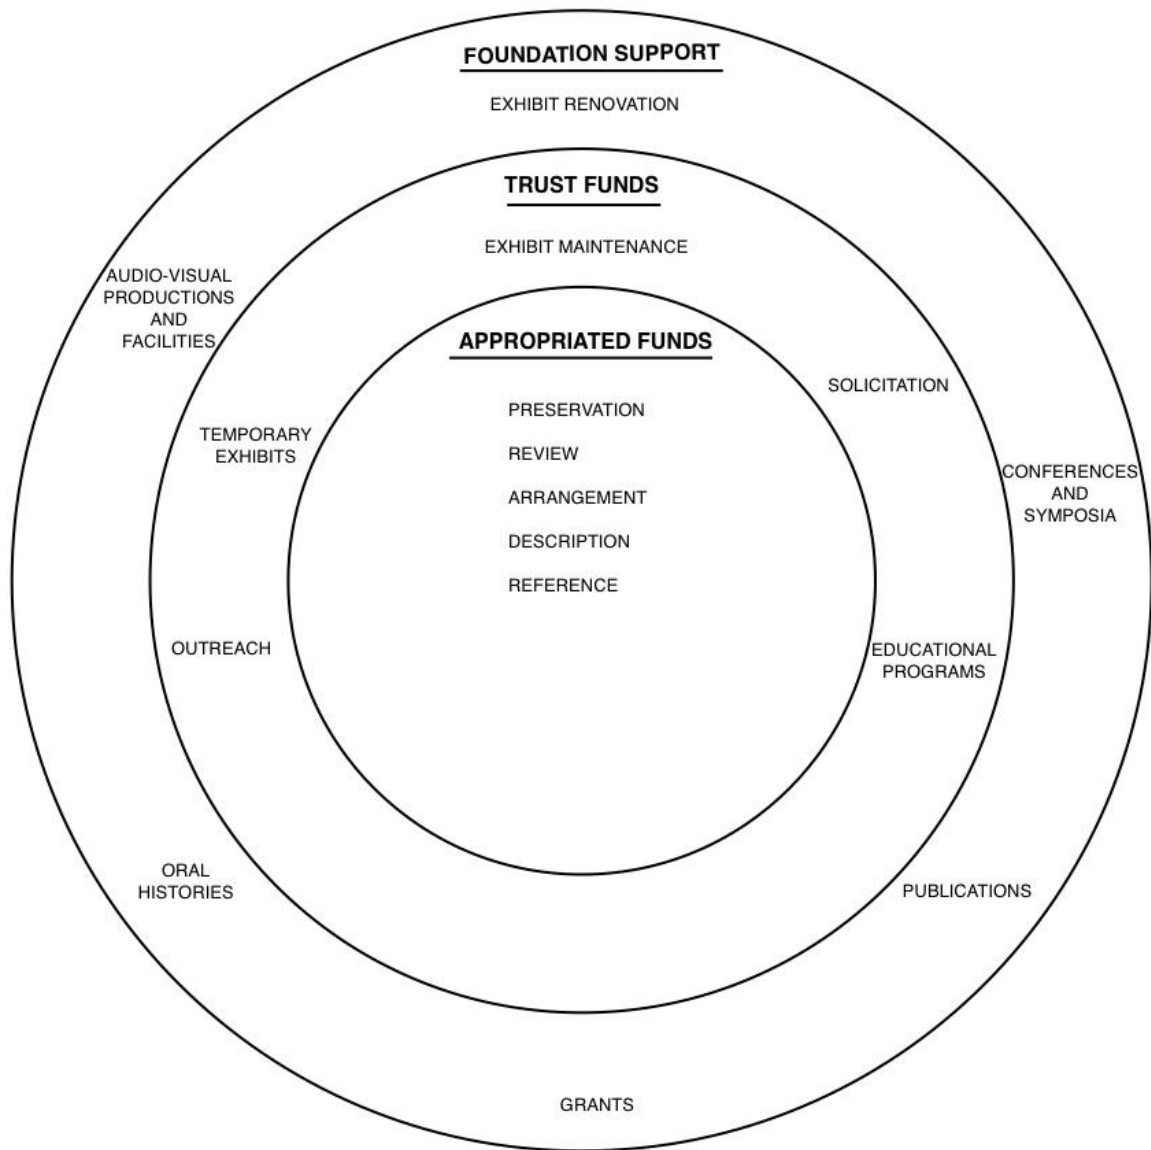 FOUNDATION SUPPORT
EXHIBIT RENOVATION
TRUST FUNDS
EXHIBIT MAINTENANCE
AUDIO-VISUAL
PRODUCTIONS
AND
FACILITIES
APPROPRIATED FUNDS
SOLICITATION
PRESERVATION
TEMPORARY
EXHIBITS
REVIEW
CONFERENCES
AND
SYMPOSIA
ARRANGEMENT
DESCRIPTION
REFERENCE
OUTREACH
EDUCATIONAL
PROGRAMS
ORAL
HISTORIES
PUBLICATIONS
GRANTS